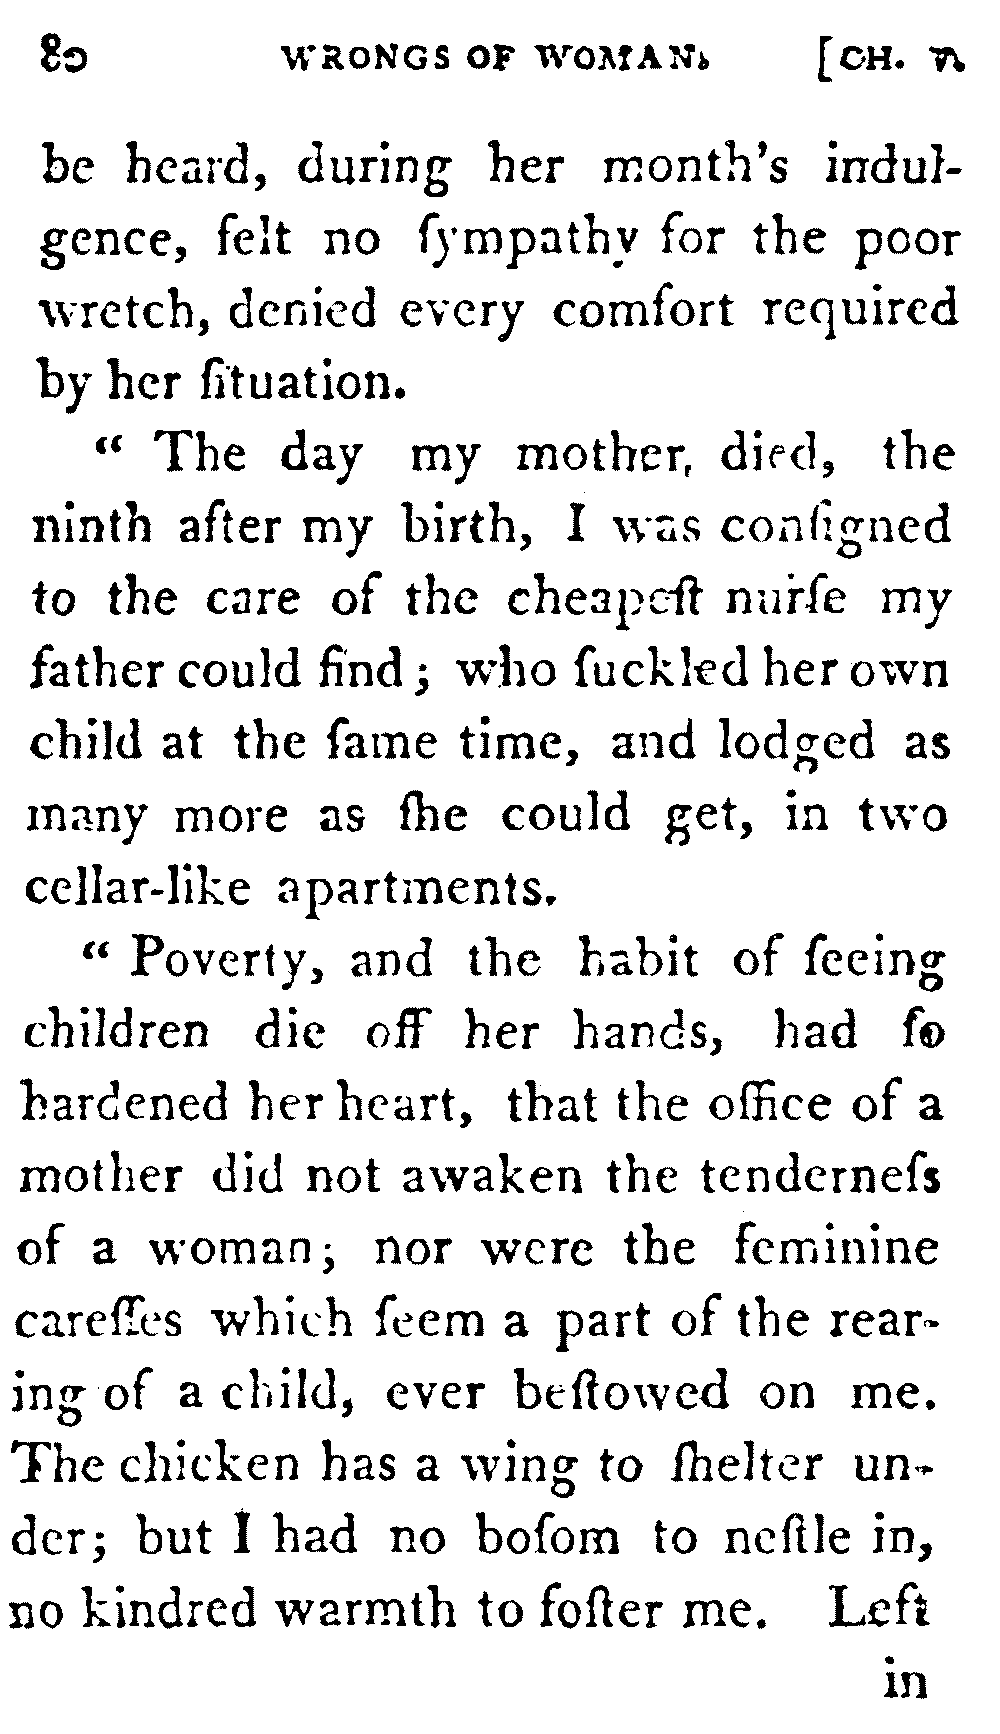 80 WRONGS OF WOMAN. [CH.
be heard, during her month's indul-
gence, felt no ſympathy for the poor
wretch, denied every comfort required
by her ſituation.
“ The day my mother, died, the
ninth after my birth, I was conſigned
to the care of the cheapeſt nurſe my
father could find; who ſuckled her own
child at the ſame time, and lodged as
many more as ſhe could get, in two
cellar-like apartments.
“ Poverty, and the habit of ſeeing
children die off her hands, had ſo
hardened her heart, that the office of a
mother did not awaken the tenderneſs
of a woman; nor were the feminine
careſſes which ſeem a part of the rear-
ing of a child, ever beſtowed on me.
The chicken has a wing to ſhelter un-
der; but I had no boſom to neſtle in,
no kindred warmth to foſter me. Left
in